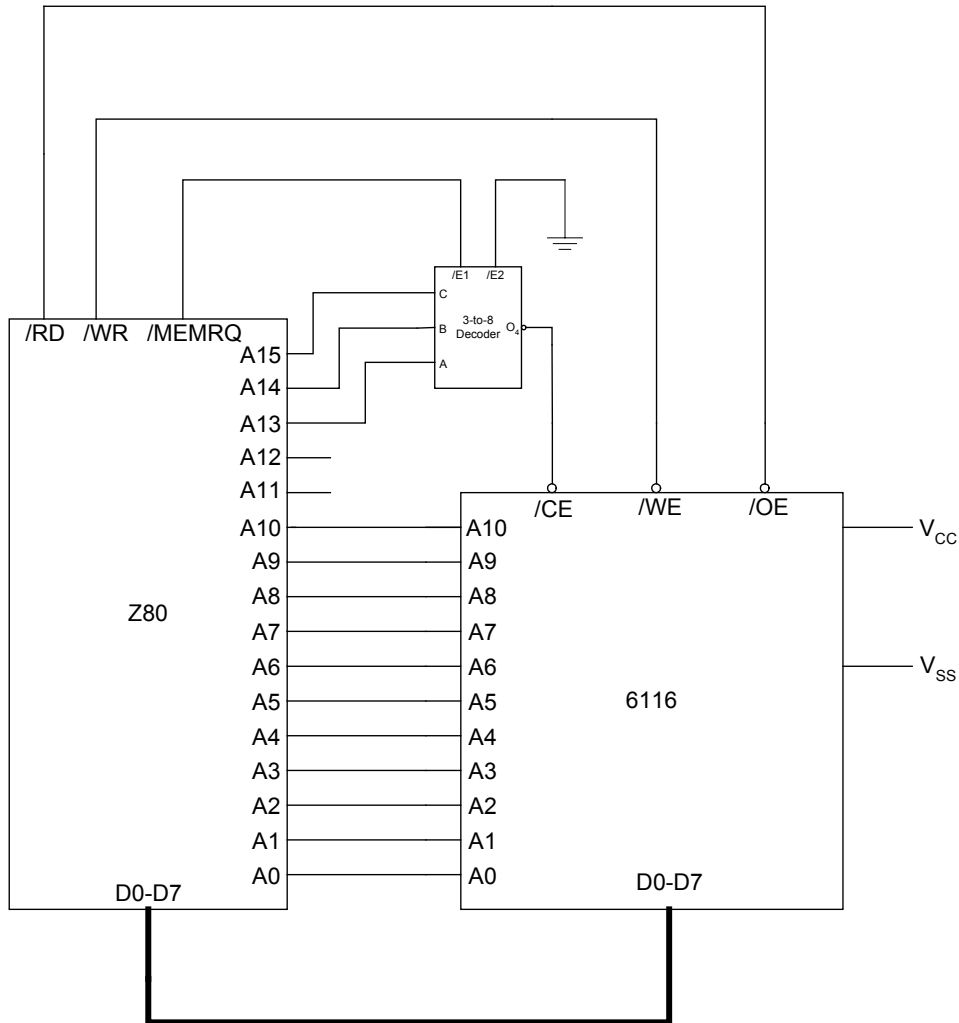 /E1 /E2
C
3-to-8
Decoder
B
O4
A
/RD /WR /MEMRQ
A15
A14
A13
A12
A11
A10
A9
A8
A7
A6
A5
A4
A3
A2
A1
A0
Z80
D0-D7
/CE /WE /OE
A10
A9
A8
A7
A6
A5
A4
A3
A2
A1
A0
6116
D0-D7
VCC
VSS